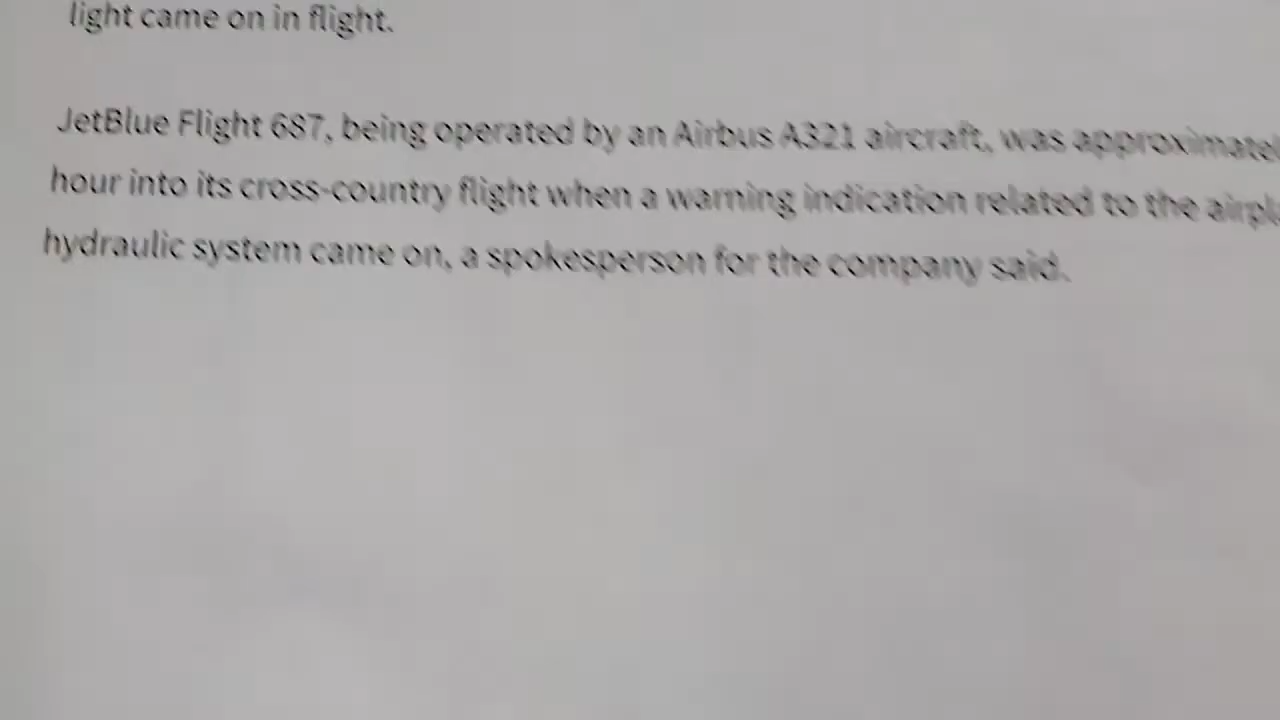 light came on in flight.
JetBlue Flight 687, being operated by an Airbus A321 aircraft, was
hour into its cross-country flight when a warning indication related to the
hydraulic system came on, a spokesperson for the company said.